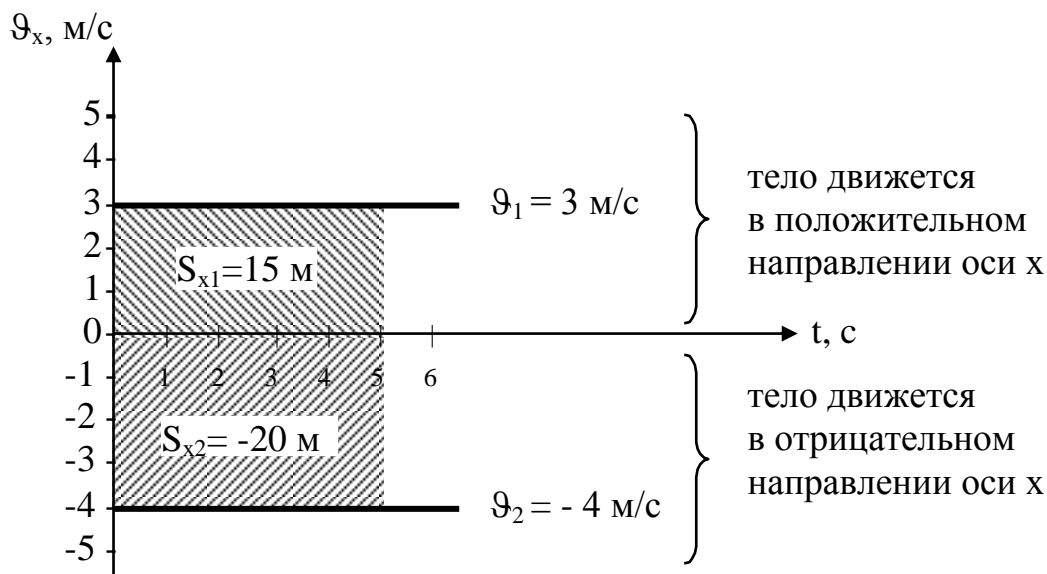 ϑx, м/с
5
4
3
2
1
0
-1
-2
-3
-4
-5
ϑ1 = 3 м/с
Sx1=15 м
тело движется
в положительном
направлении оси х
t, с
1 2 3 4 5 6
Sx2= -20 м
тело движется
в отрицательном
направлении оси х
ϑ2 = - 4 м/с